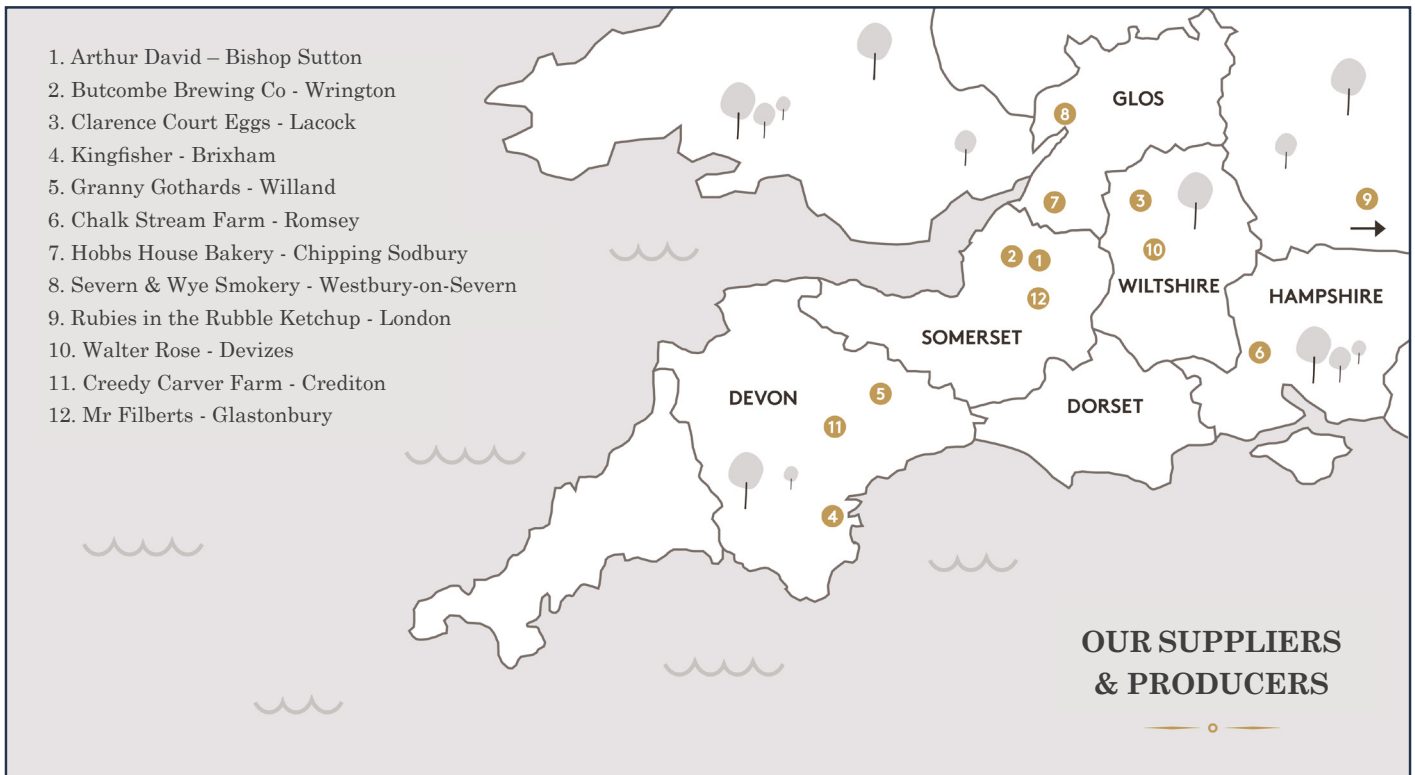 1. Arthur David – Bishop Sutton
2. Butcombe Brewing Co - Wrington
3. Clarence Court Eggs - Lacock
4. Kingfisher - Brixham
5. Granny Gothards - Willand
6. Chalk Stream Farm - Romsey
7. Hobbs House Bakery - Chipping Sodbury
8. Severn & Wye Smokery - Westbury-on-Severn
9. Rubies in the Rubble Ketchup - London
10. Walter Rose - Devizes
11. Creedy Carver Farm - Crediton
12. Mr Filberts - Glastonbury
GLOS
8
7
3
9
10
2
1
12
WILTSHIRE
HAMPSHIRE
SOMERSET
6
DEVON
5
DORSET
11
4
OUR SUPPLIERS
& PRODUCERS